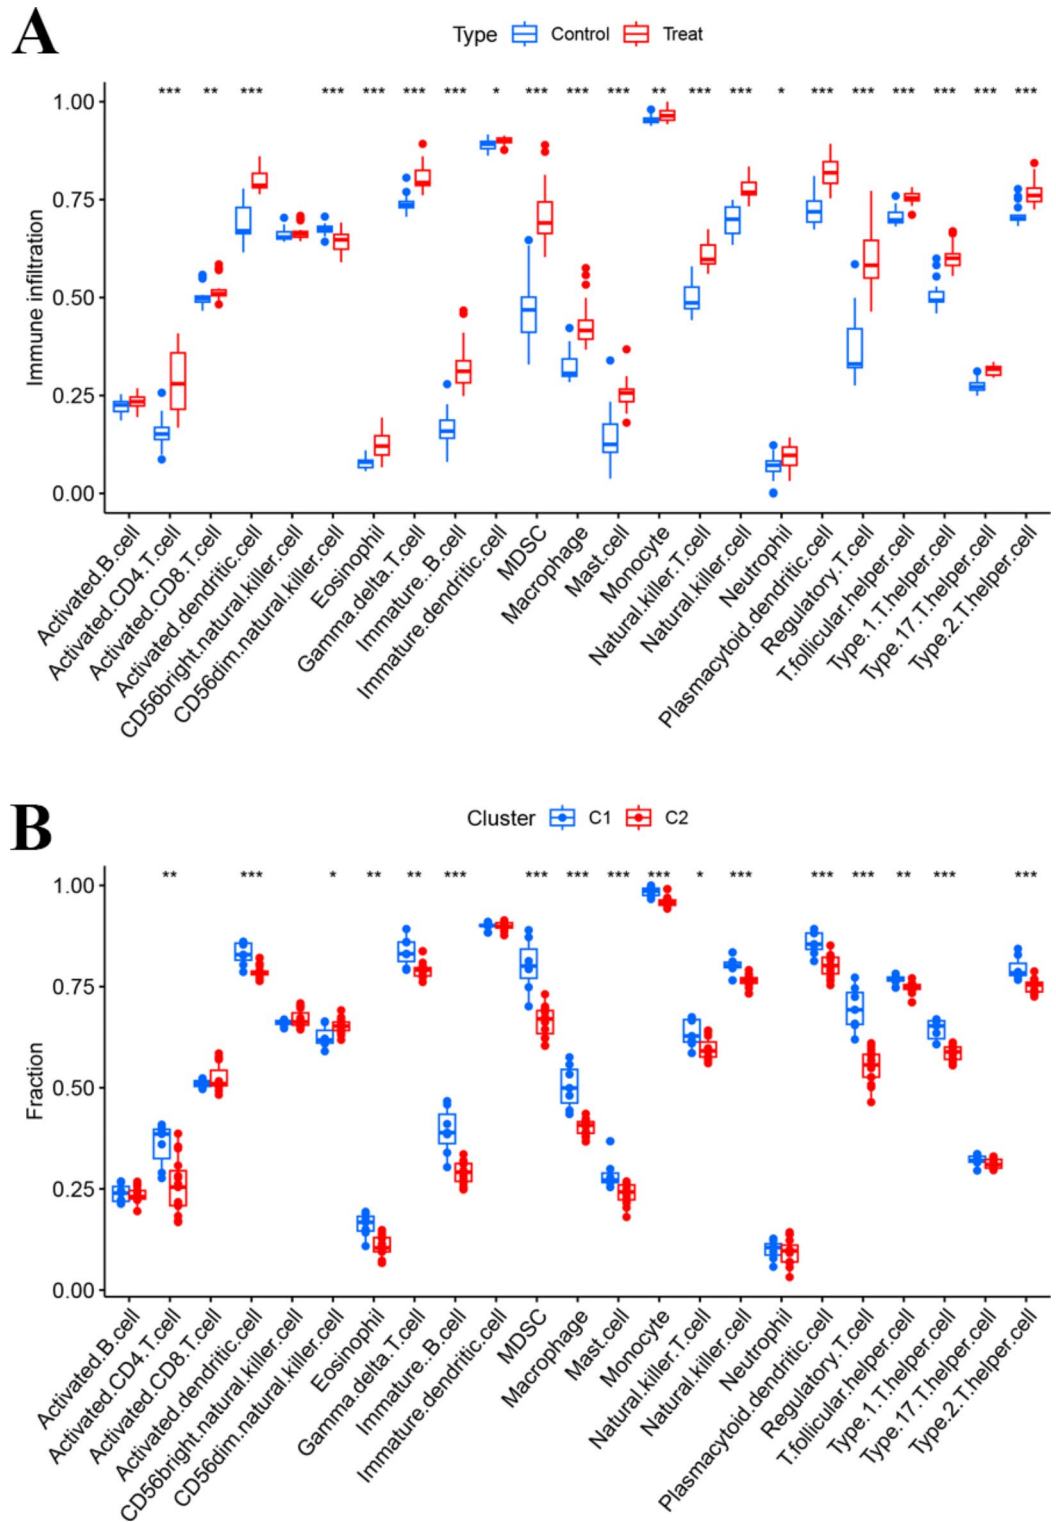 A
Type Control Treat
*** ** *** *** *** *** *** * *** *** *** ** *** *** * *** *** *** *** *** ***
Immune infiltration
1.00
0.75
0.50
0.25
0.00
Activated.B.cell
Activated.CD4.T.cell
Activated.CD8.T.cell
Activated.dendritic.cell
CD56bright.natural.killer.cell
CD56dim.natural.killer.cell
Eosinophil
Gamma.delta.T.cell
Immature..B.cell
Immature.dendritic.cell
MDSC
Macrophage
Mast.cell
Monocyte
Natural.killer.T.cell
Natural.killer.cell
Neutrophil
Plasmacytoid.dendritic.cell
Regulatory.T.cell
T.follicular.helper.cell
Type.1.T.helper.cell
Type.17.T.helper.cell
Type.2.T.helper.cell
B
Cluster C1 C2
** *** * ** ** *** *** *** *** *** * *** *** *** ** *** ***
Fraction
1.00
0.75
0.50
0.25
0.00
Activated.B.cell
Activated.CD4.T.cell
Activated.CD8.T.cell
Activated.dendritic.cell
CD56bright.natural.killer.cell
CD56dim.natural.killer.cell
Eosinophil
Gamma.delta.T.cell
Immature..B.cell
Immature.dendritic.cell
MDSC
Macrophage
Mast.cell
Monocyte
Natural.killer.T.cell
Natural.killer.cell
Neutrophil
Plasmacytoid.dendritic.cell
Regulatory.T.cell
T.follicular.helper.cell
Type.1.T.helper.cell
Type.17.T.helper.cell
Type.2.T.helper.cell